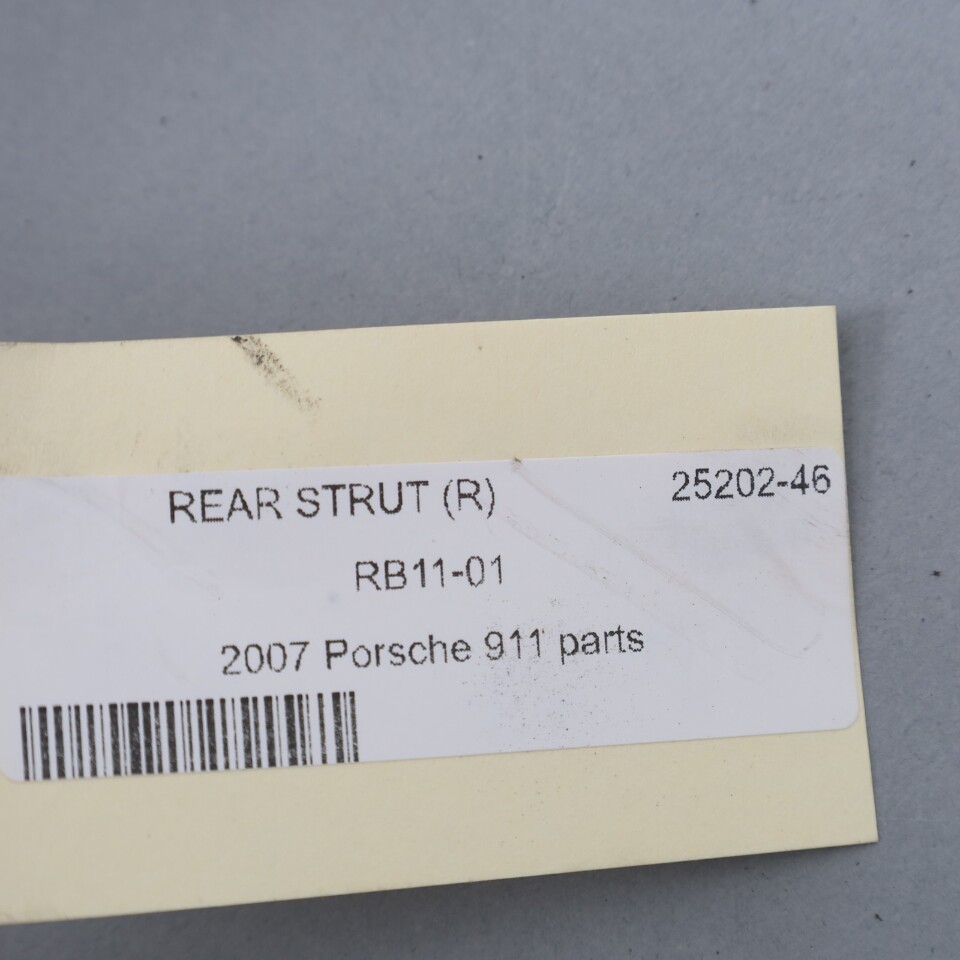 REAR STRUT (R) 25202-46
RB11-01
2007 Porsche 911 parts